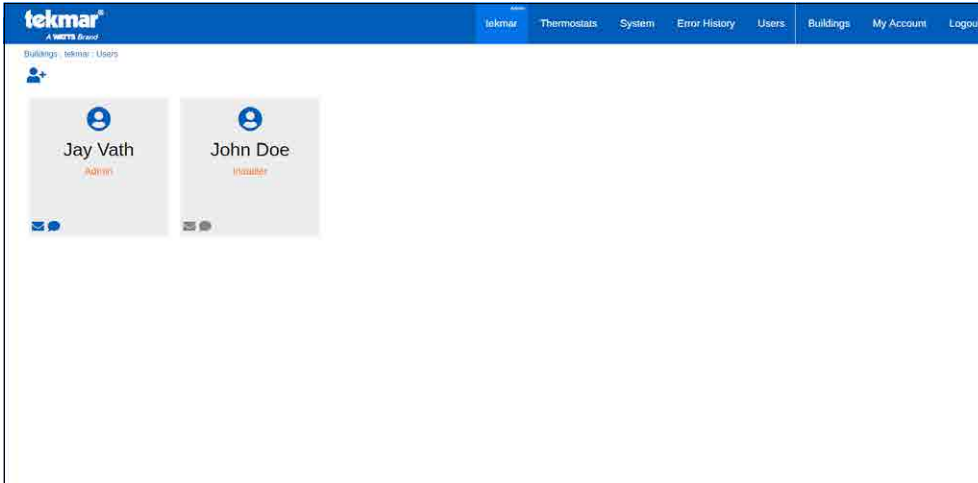 tekmar®
A WATTS Brand
Admin
tekmar Thermostats System Error History Users Buildings My Account Logou
Buildings : tekmar : Users
Jay Vath John Doe
Admin Installer